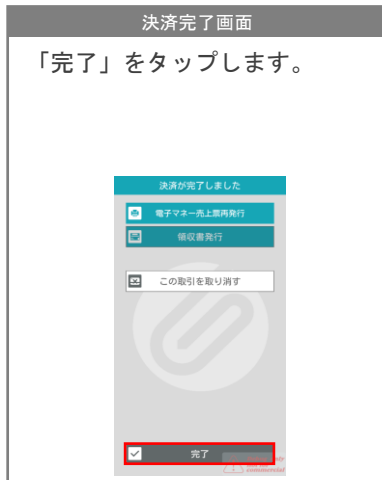 決済完了画面
「完了」をタップします。
決済が完了しました
電子マネー売上票再発行
領収書発行
この取引を取り消す
完了